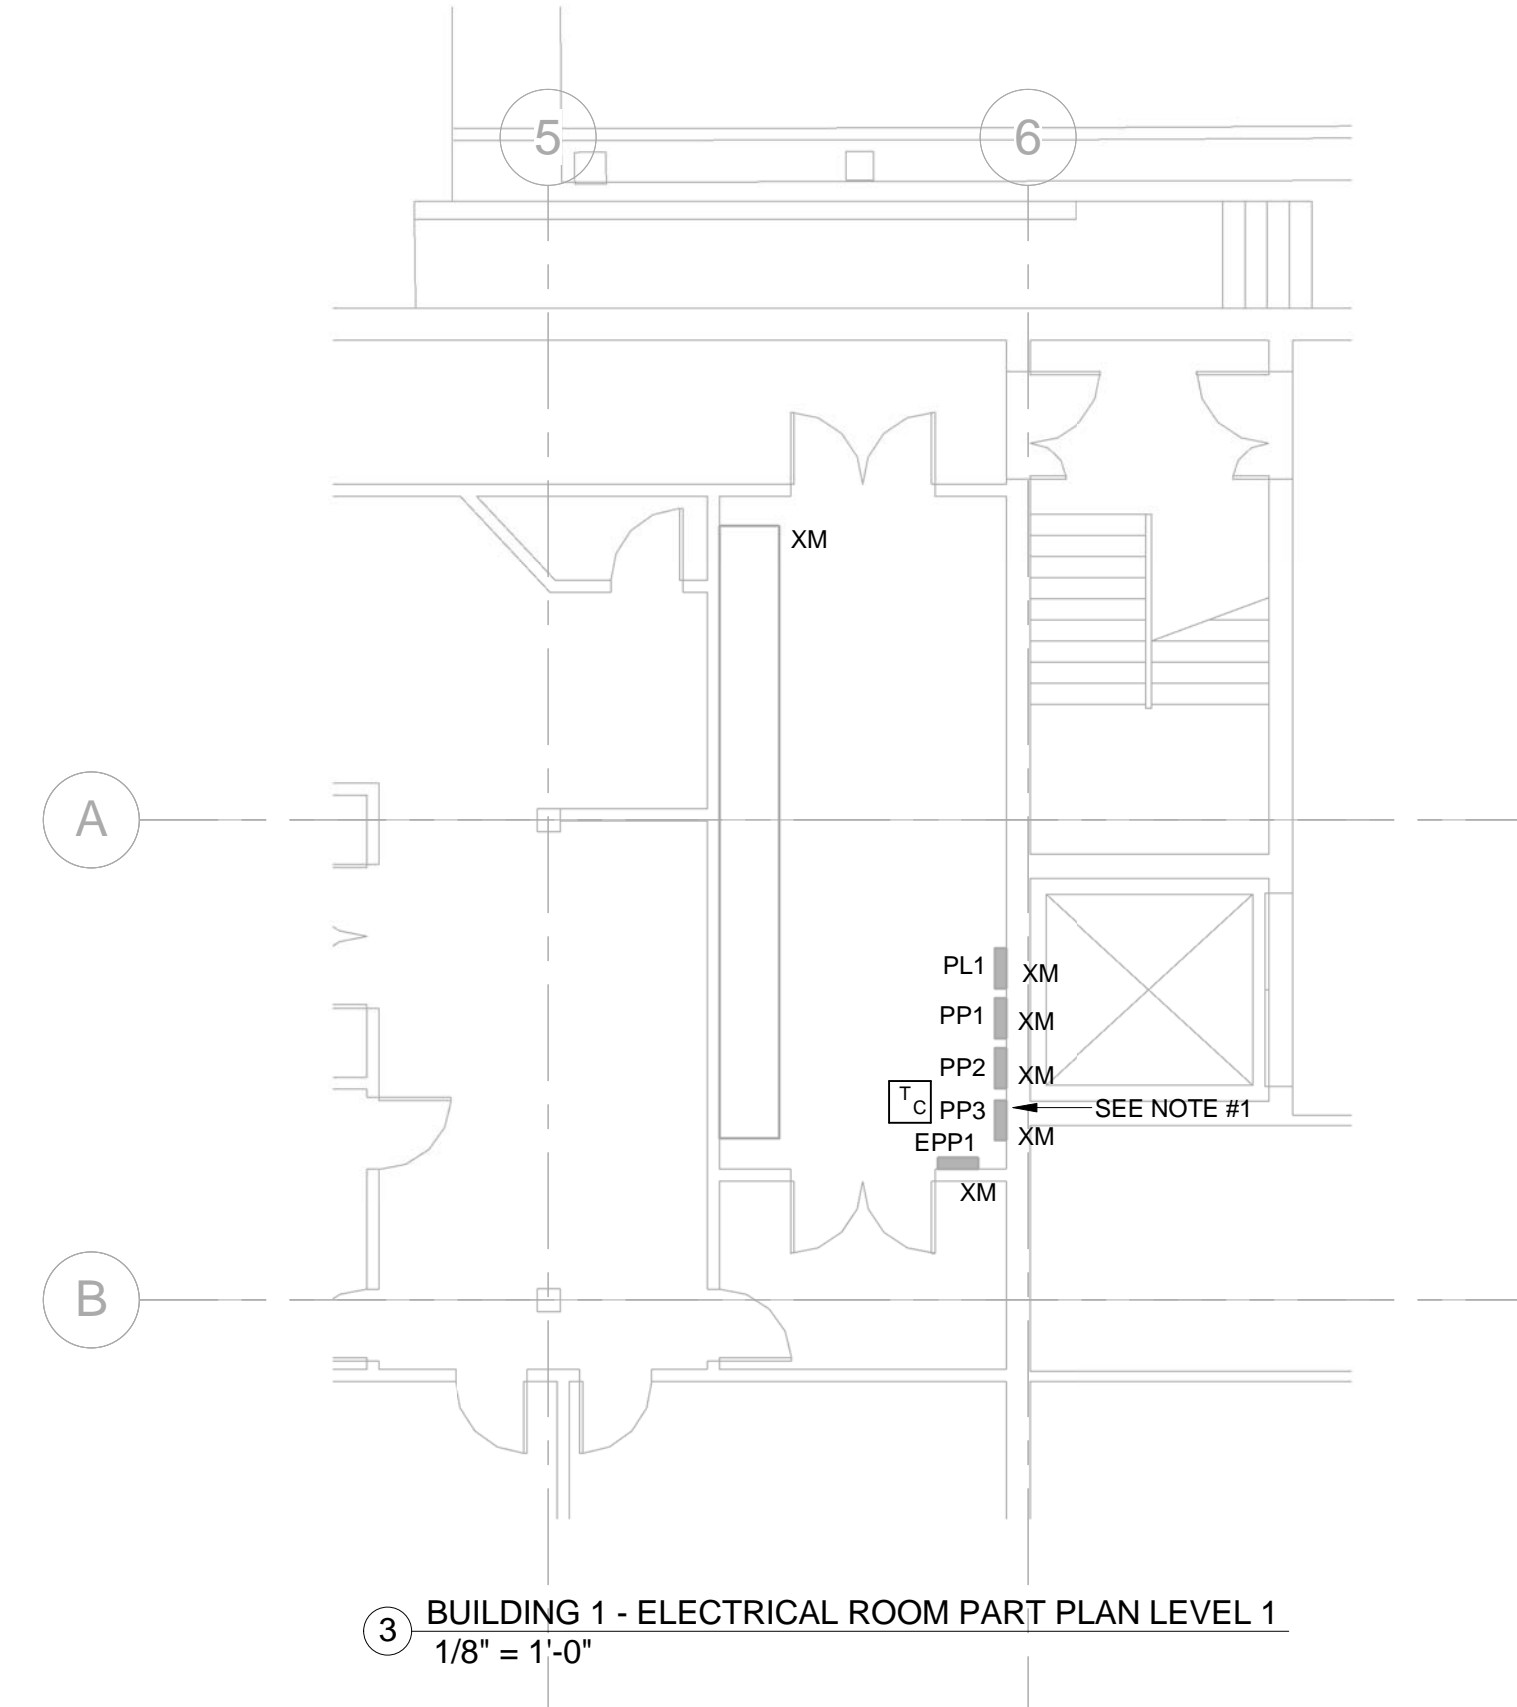 5
6
XM
A
PL1
XM
PP1
XM
PP2
XM
T
C
PP3
SEE NOTE #1
XM
EPP1
XM
B
3
BUILDING 1 - ELECTRICAL ROOM PART PLAN LEVEL 1
1/8" = 1'-0"